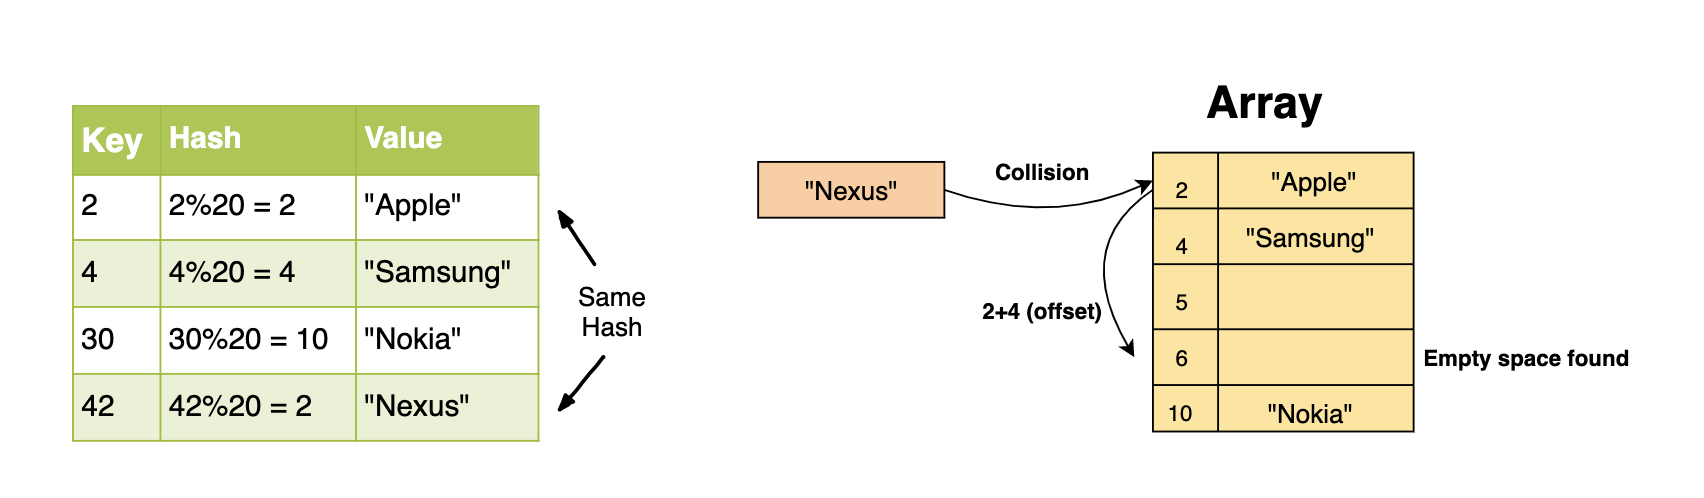 Key Hash Value
2 2%20 = 2 "Apple"
4 4%20 = 4 "Samsung"
30 30%20 = 10 "Nokia"
42 42%20 = 2 "Nexus"
Same
Hash
"Nexus"
Collision
2+4 (offset)
Array
2 "Apple"
4 "Samsung"
5
6
10 "Nokia"
Empty space found